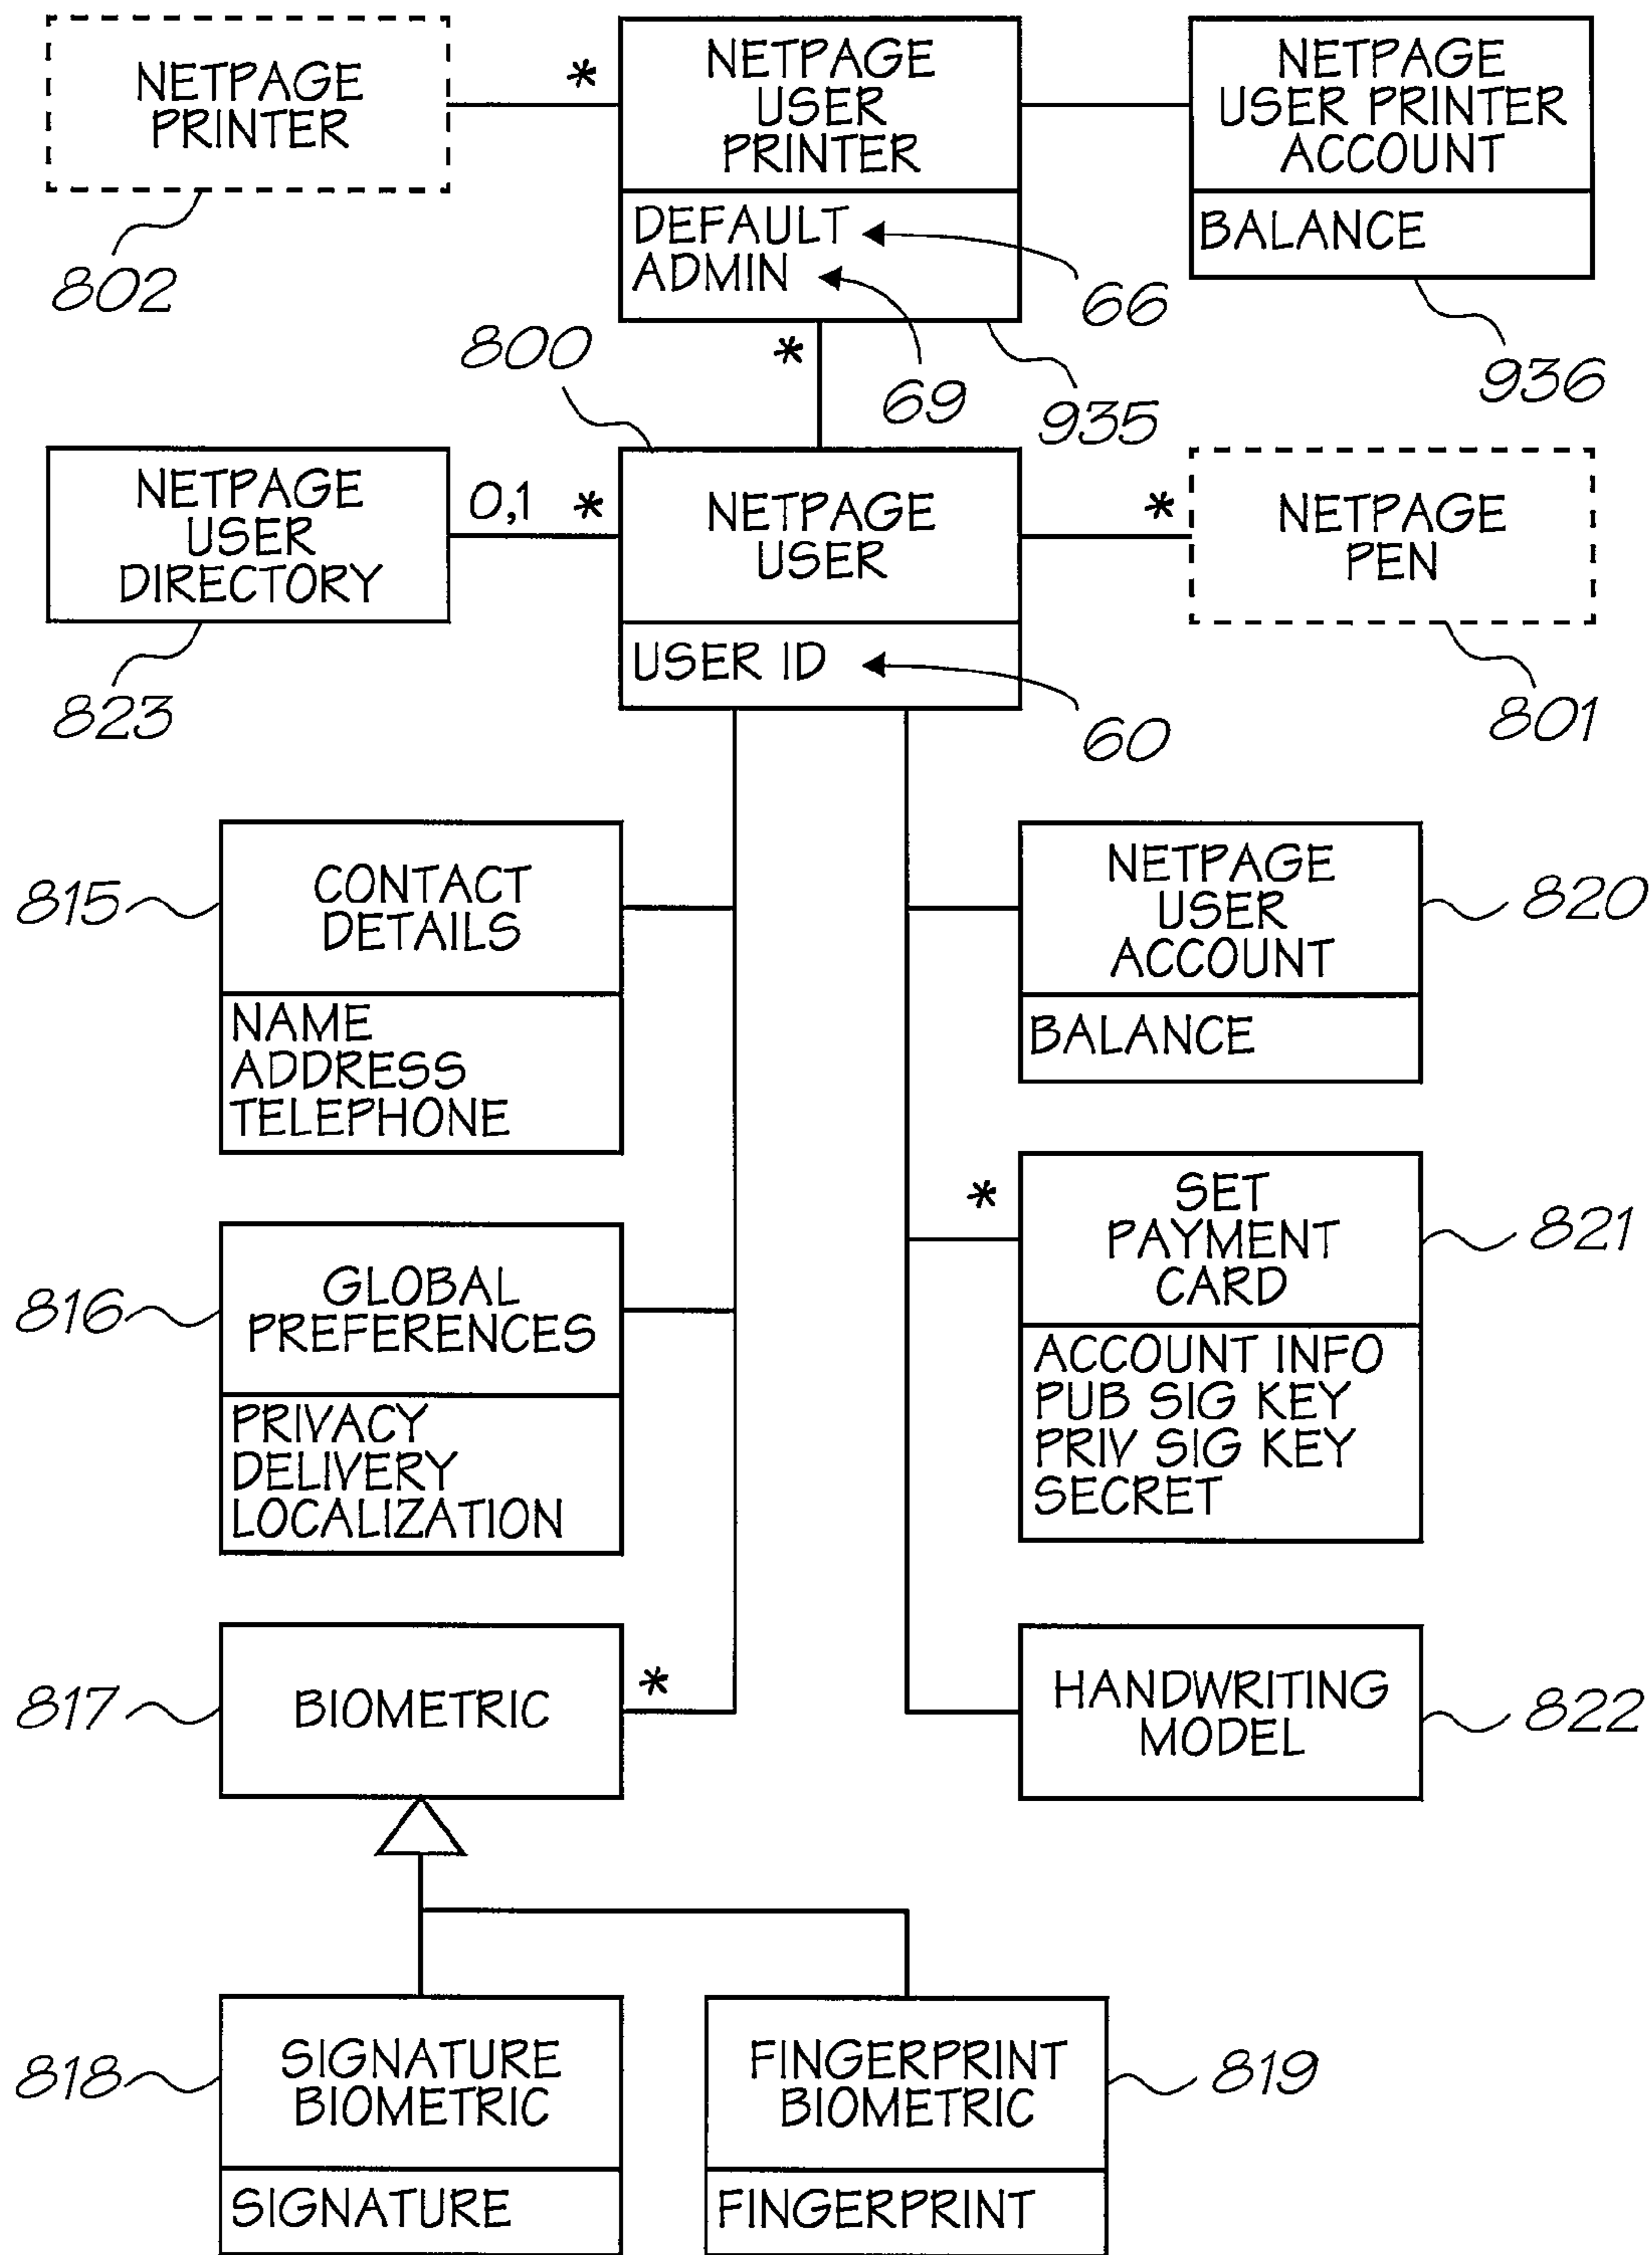 NETPAGE
PRINTER
802
*
NETPAGE
USER
PRINTER
DEFAULT
ADMIN
66
69
935
*
NETPAGE
USER PRINTER
ACCOUNT
BALANCE
936
800
NETPAGE
USER
DIRECTORY
823
0,1 *
NETPAGE
USER
USER ID
60
*
NETPAGE
PEN
801
815
CONTACT
DETAILS
NAME
ADDRESS
TELEPHONE
NETPAGE
USER
ACCOUNT
BALANCE
820
816
GLOBAL
PREFERENCES
PRIVACY
DELIVERY
LOCALIZATION
*
SET
PAYMENT
CARD
ACCOUNT INFO
PUB SIG KEY
PRIV SIG KEY
SECRET
821
817
BIOMETRIC
*
HANDWRITING
MODEL
822
818
SIGNATURE
BIOMETRIC
SIGNATURE
FINGERPRINT
BIOMETRIC
FINGERPRINT
819